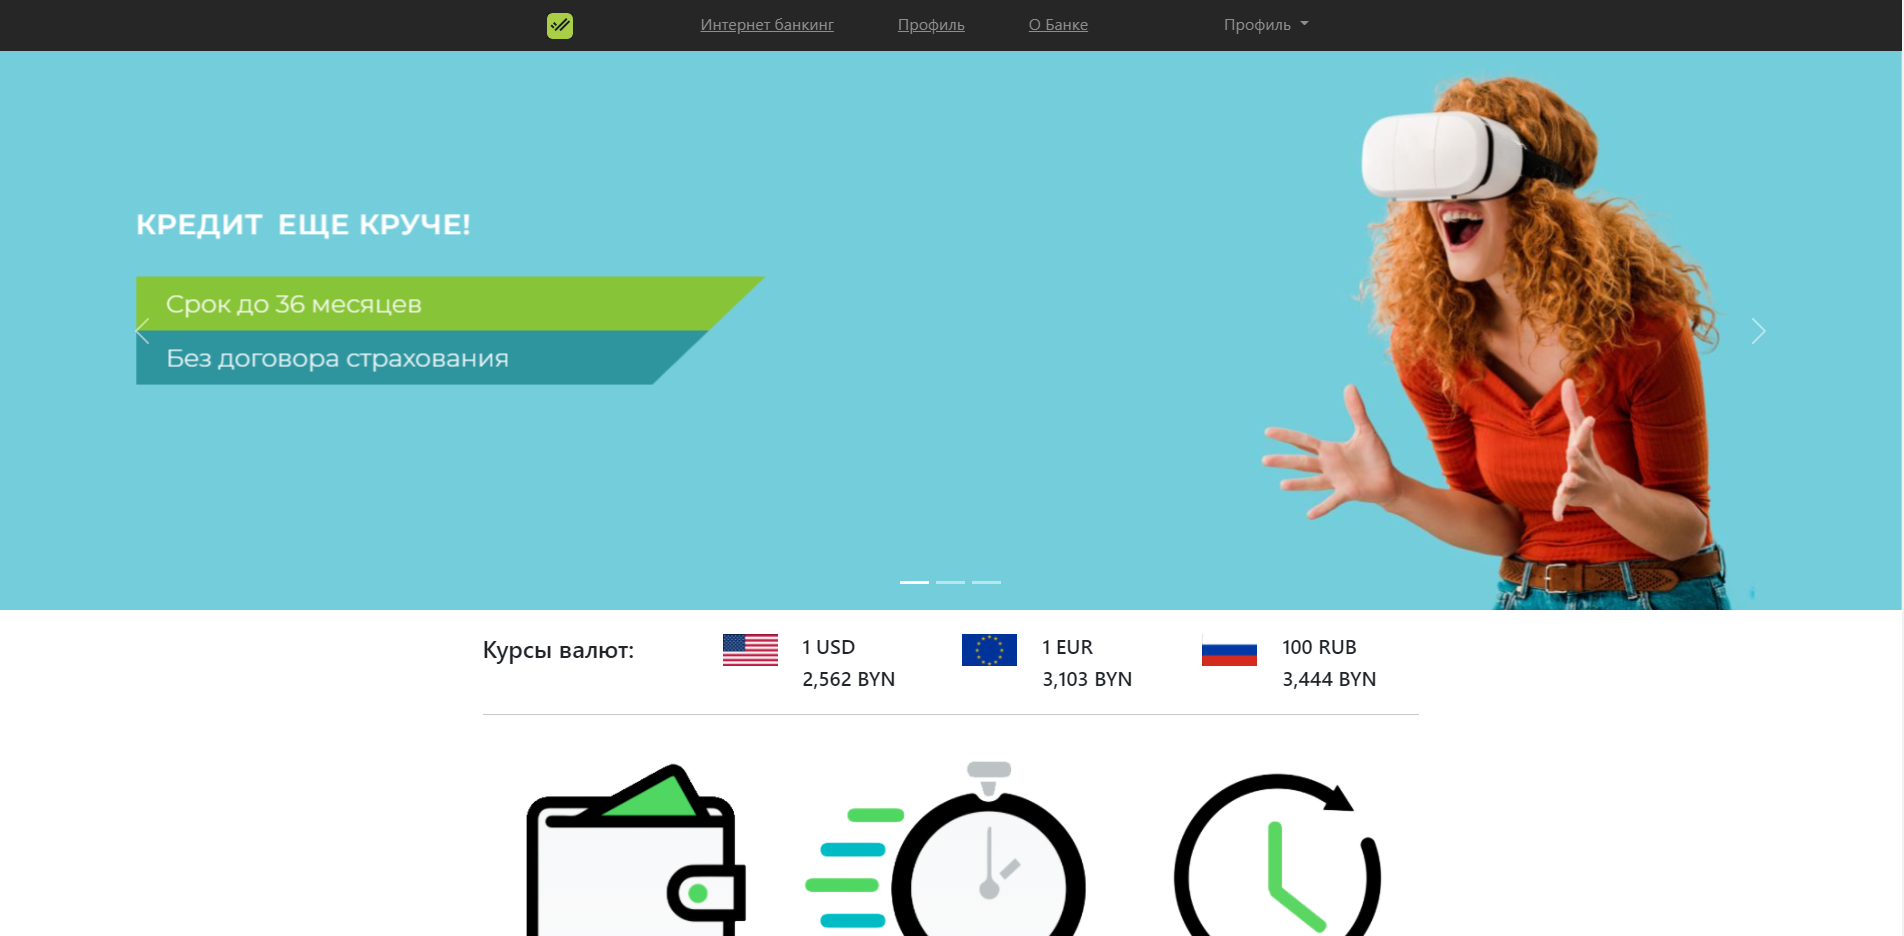 Интернет банкинг Профиль О Банке Профиль
КРЕДИТ ЕЩЕ КРУЧЕ!
Срок до 36 месяцев
Без договора страхования
Курсы валют:
1 USD
2,562 BYN
1 EUR
3,103 BYN
100 RUB
3,444 BYN